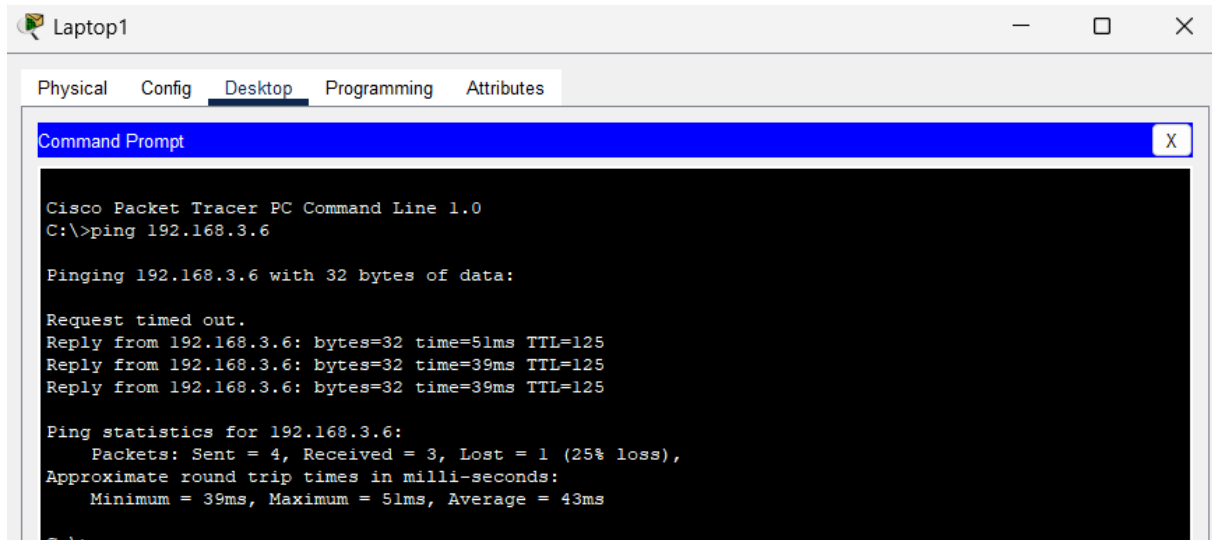 Laptop1
Physical Config Desktop Programming Attributes
Command Prompt
X
Cisco Packet Tracer PC Command Line 1.0
C:\>ping 192.168.3.6
Pinging 192.168.3.6 with 32 bytes of data:
Request timed out.
Reply from 192.168.3.6: bytes=32 time=51ms TTL=125
Reply from 192.168.3.6: bytes=32 time=39ms TTL=125
Reply from 192.168.3.6: bytes=32 time=39ms TTL=125
Ping statistics for 192.168.3.6:
Packets: Sent = 4, Received = 3, Lost = 1 (25% loss),
Approximate round trip times in milli-seconds:
Minimum = 39ms, Maximum = 51ms, Average = 43ms